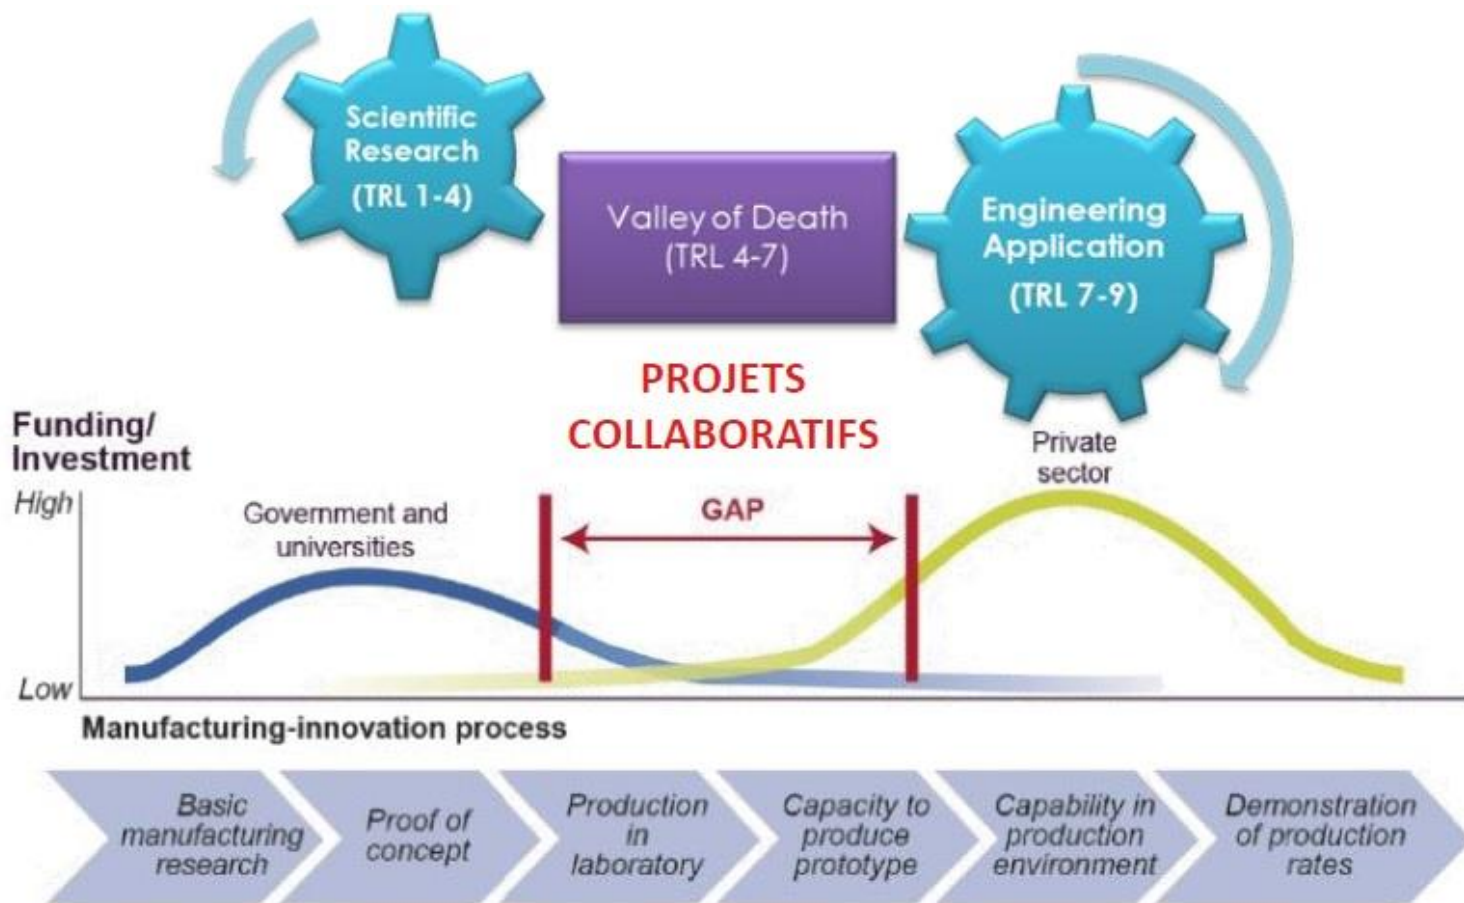 Scientific
Research
(TRL 1-4)
Valley of Death
(TRL 4-7)
Engineering
Application
(TRL 7-9)
PROJETS
COLLABORATIFS
Funding/
Investment
High
Government and
universities
GAP
Private
sector
Low
Manufacturing-innovation process
Basic
manufacturing
research
Proof of
concept
Production
in
laboratory
Capacity to
produce
prototype
Capability in
production
environment
Demonstration
of production
rates